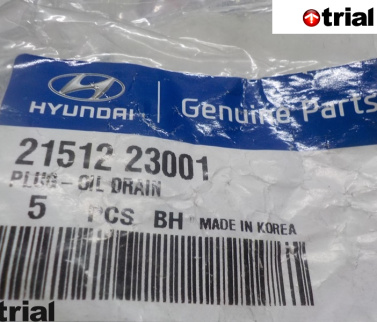 trial
HYUNDAI
Genuine Parts
21512 23001
PLUG-OIL DRAIN
5 PCS BH MADE IN KOREA
trial